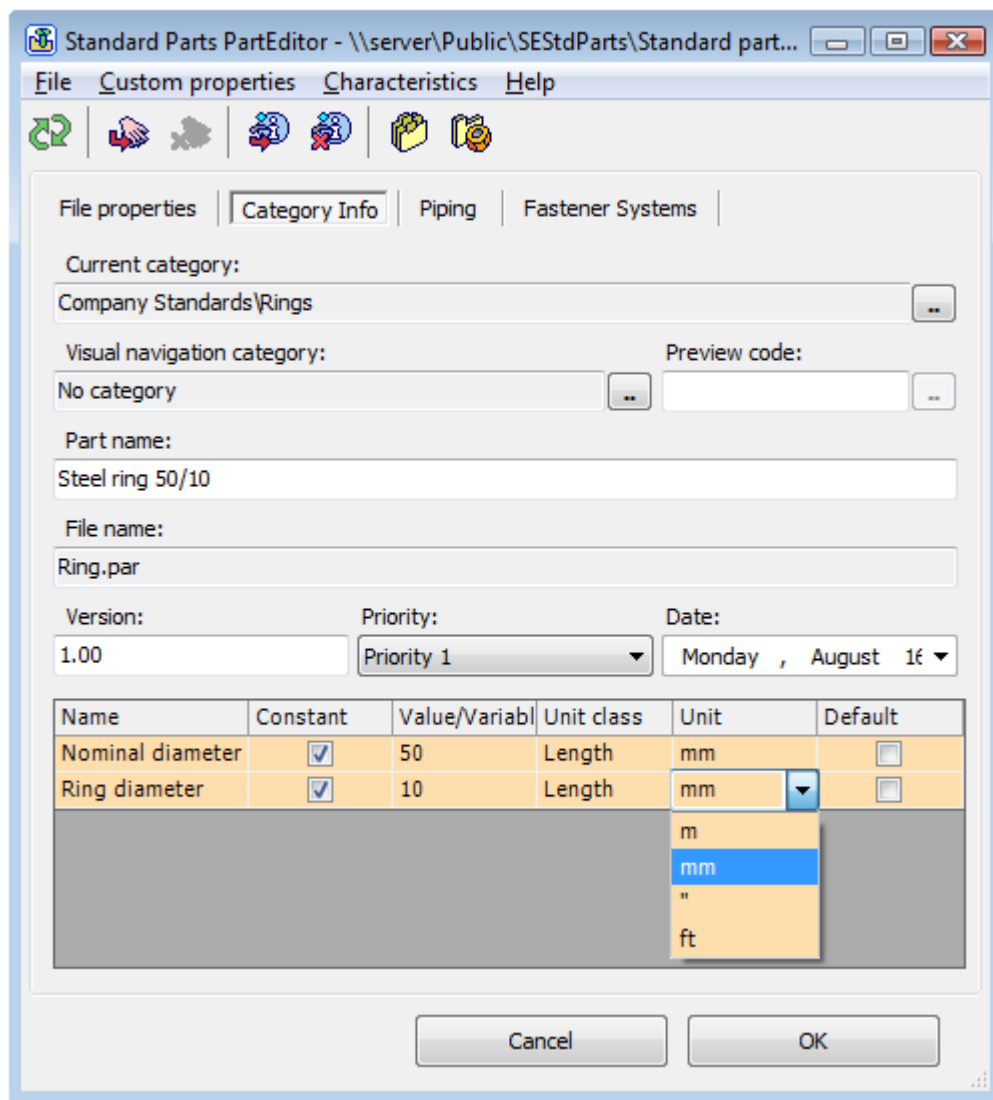 Standard Parts PartEditor - \\server\Public\SEStdParts\Standard part...
File Custom properties Characteristics Help
File properties Category Info Piping Fastener Systems
Current category:
Company Standards\Rings ..
Visual navigation category: Preview code:
No category .. ..
Part name:
Steel ring 50/10
File name:
Ring.par
Version: Priority: Date:
1.00 Priority 1 Monday , August 16
Name Constant Value/Variabl Unit class Unit Default
Nominal diameter 50 Length mm
Ring diameter 10 Length mm
m
mm
"
ft
Cancel OK